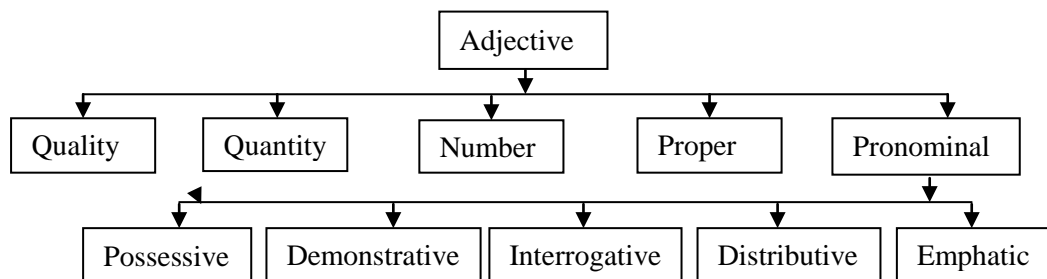 Adjective
Quality Quantity Number Proper Pronominal
Possessive Demonstrative Interrogative Distributive Emphatic